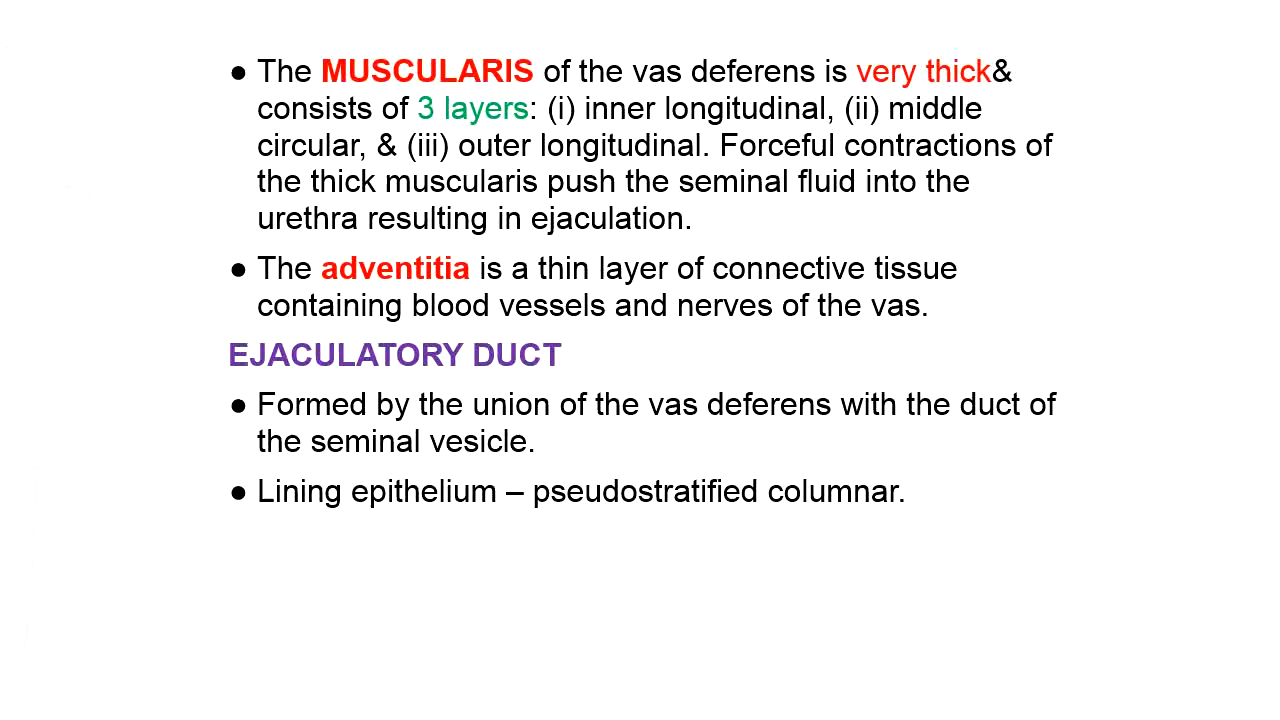 ● The MUSCULARIS of the vas deferens is very thick&
consists of 3 layers: (i) inner longitudinal, (ii) middle
circular, & (iii) outer longitudinal. Forceful contractions of
the thick muscularis push the seminal fluid into the
urethra resulting in ejaculation.
● The adventitia is a thin layer of connective tissue
containing blood vessels and nerves of the vas.
EJACULATORY DUCT
● Formed by the union of the vas deferens with the duct of
the seminal vesicle.
● Lining epithelium – pseudostratified columnar.